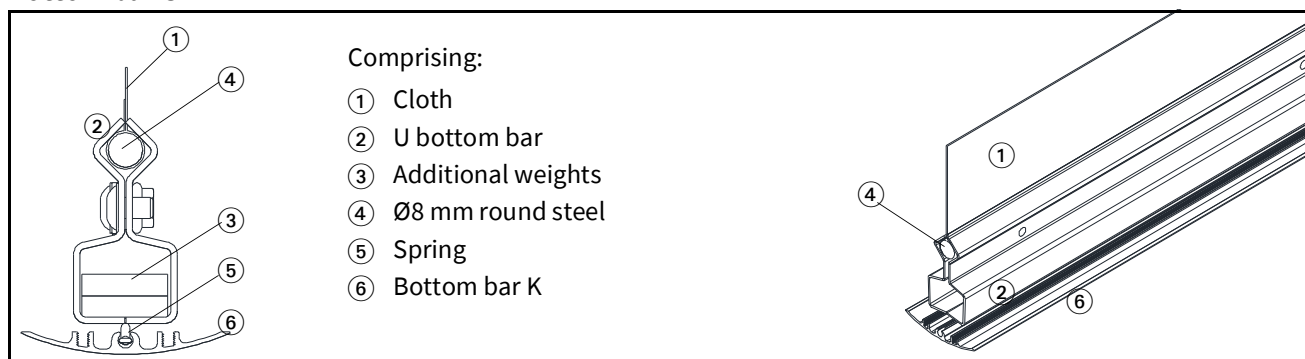 ①
④
②
③
⑤
⑥
Comprising:
① Cloth
② U bottom bar
③ Additional weights
④ Ø8 mm round steel
⑤ Spring
⑥ Bottom bar K
①
④
②
⑥